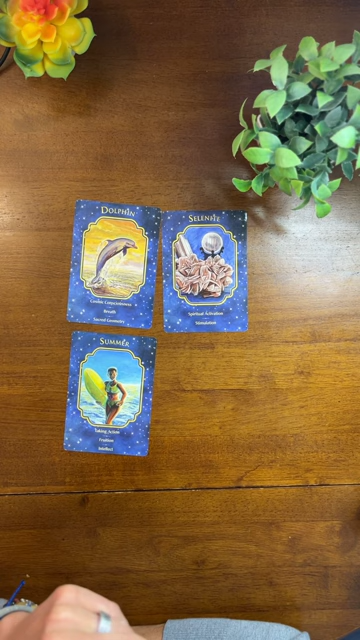 DOLPHIN
Cosmic Consciousness
Breath
Sacred Geometry
SELENITE
Spiritual Activation
Stimulation
SUMMER
Taking Action
Fruition
Intellect